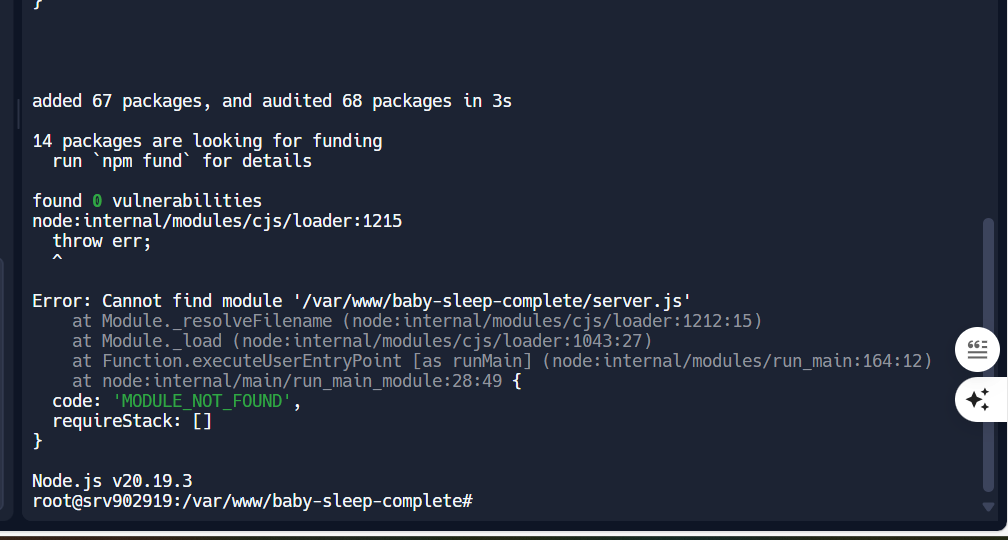 }
added 67 packages, and audited 68 packages in 3s
14 packages are looking for funding
  run `npm fund` for details
found 0 vulnerabilities
node:internal/modules/cjs/loader:1215
  throw err;
  ^
Error: Cannot find module '/var/www/baby-sleep-complete/server.js'
    at Module._resolveFilename (node:internal/modules/cjs/loader:1212:15)
    at Module._load (node:internal/modules/cjs/loader:1043:27)
    at Function.executeUserEntryPoint [as runMain] (node:internal/modules/run_main:164:12)
    at node:internal/main/run_main_module:28:49 {
  code: 'MODULE_NOT_FOUND',
  requireStack: []
}
Node.js v20.19.3
root@srv902919:/var/www/baby-sleep-complete#